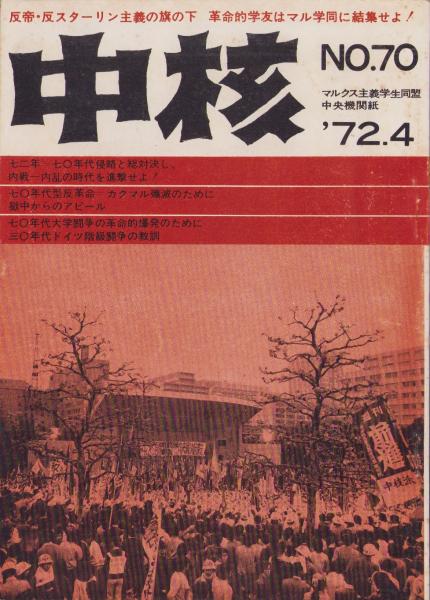 反帝・反スターリン主義の旗の下 革命的学友はマル学同に結集せよ!
中核
NO.70
マルクス主義学生同盟
中央機関紙
'72.4
七二年―七〇年代侵略と総対決し、
内戦―内乱の時代を進撃せよ!
七〇年代型反革命―カクマル殲滅のために
獄中からのアピール
七〇年代大学闘争の革命的爆発のために
三〇年代ドイツ階級闘争の教訓
前進
中核派